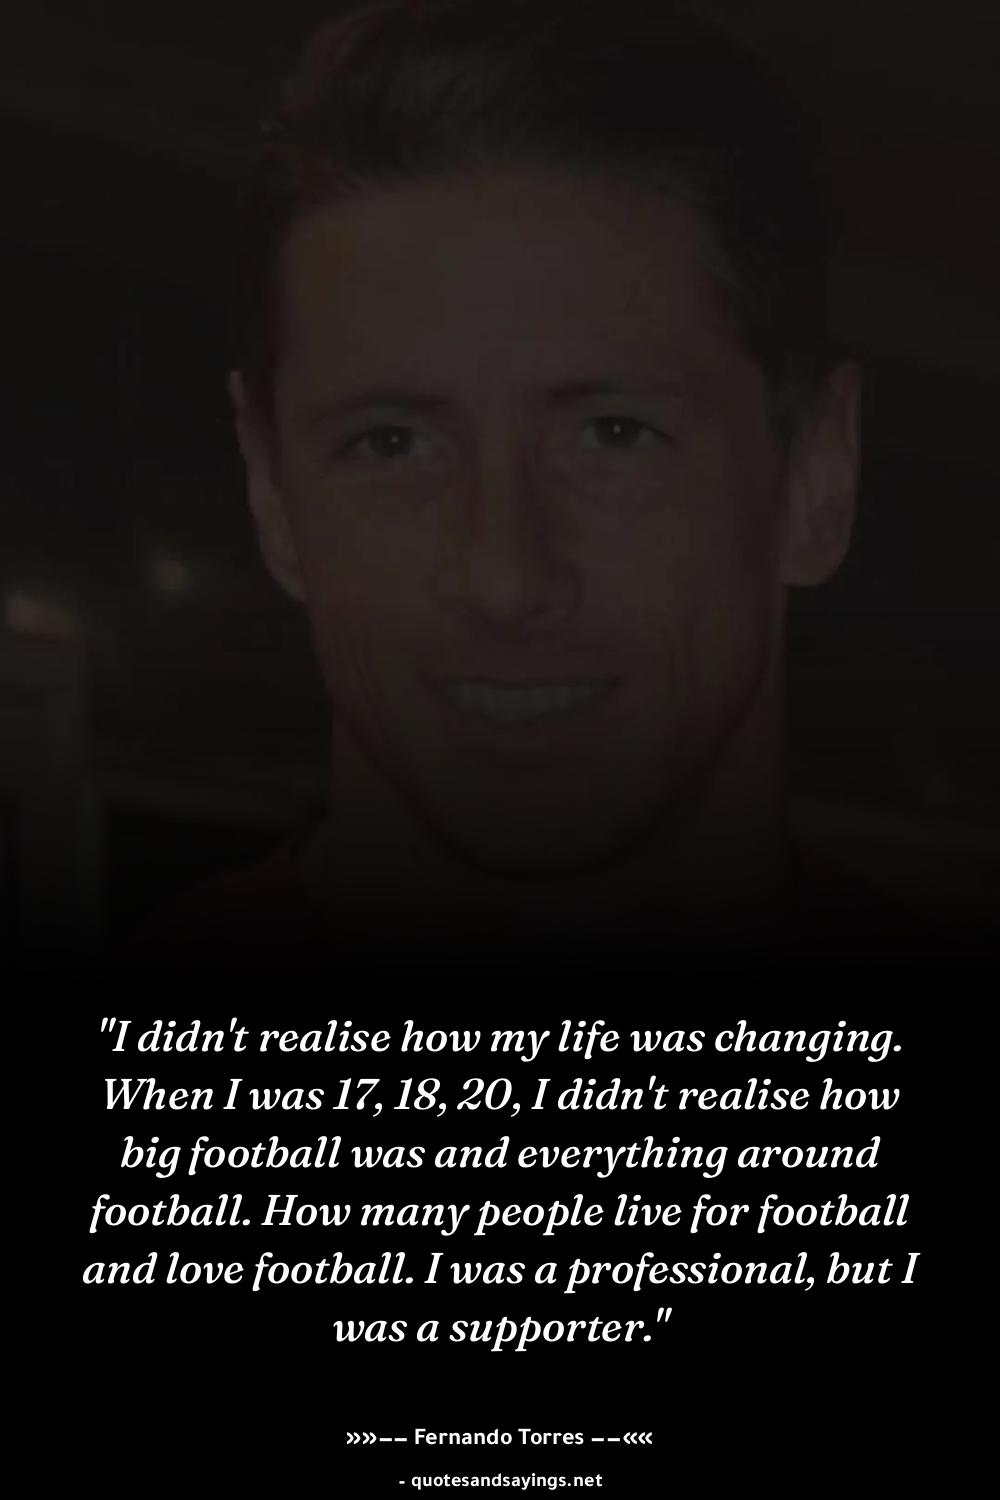 "I didn't realise how my life was changing.
When I was 17, 18, 20, I didn't realise how
big football was and everything around
football. How many people live for football
and love football. I was a professional, but I
was a supporter."
»»−− Fernando Torres −−««
- quotesandsayings.net